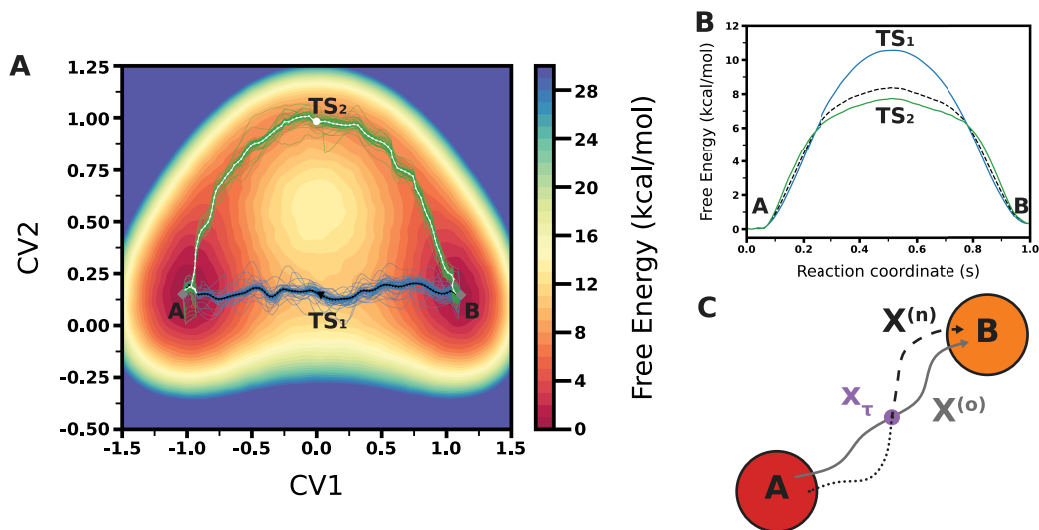 A
1.25
1.00
0.75
0.50
0.25
0.00
-0.25
-0.50
CV2
-1.5
-1.0
-0.5
0.0
0.5
1.0
1.5
CV1
TS2
A
TS1
B
28
24
20
16
12
8
4
0
Free Energy (kcal/mol)
B
12
10
8
6
4
2
0
Free Energy (kcal/mol)
TS1
TS2
A
B
0.0
0.2
0.4
0.6
0.8
1.0
Reaction coordinate (s)
C
X(n)
B
Xτ
X(o)
A